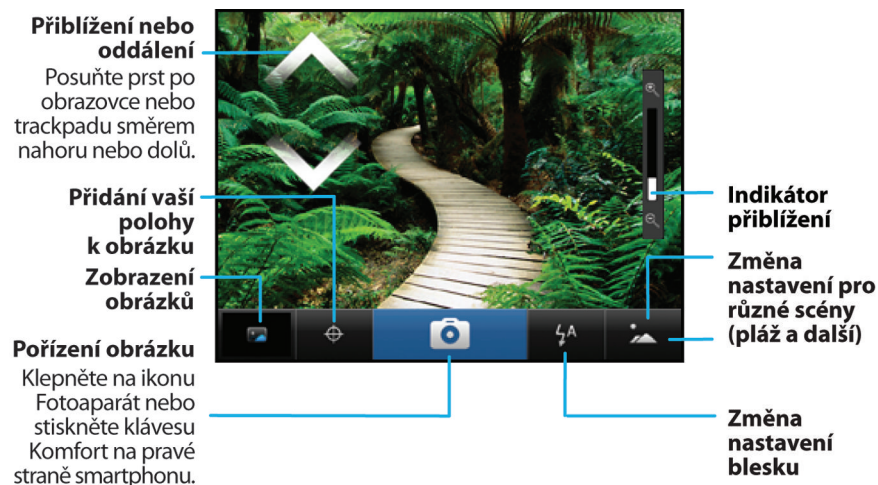 Přiblížení nebo
oddálení
Posuňte prst po
obrazovce nebo
trackpadu směrem
nahoru nebo dolů.
Přidání vaší
polohy
k obrázku
Zobrazení
obrázků
Pořízení obrázku
Klepněte na ikonu
Fotoaparát nebo
stiskněte klávesu
Komfort na pravé
straně smartphonu.
A
Indikátor
přiblížení
Změna
nastavení pro
různé scény
(pláž a další)
Změna
nastavení
blesku